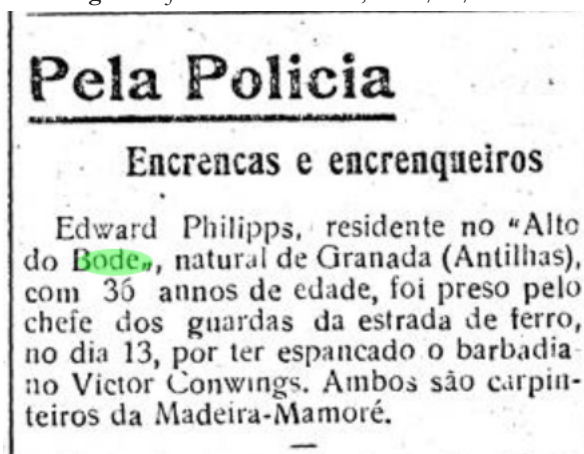 Pela Policia
Encrencas e encrenqueiros
Edward Philipps, residente no "Alto
do Bode„, natural de Granada (Antilhas),
com 36 annos de edade, foi preso pelo
chefe dos guardas da estrada de ferro,
no dia 13, por ter espancado o barbadia-
no Victor Conwings. Ambos são carpin-
teiros da Madeira-Mamoré.